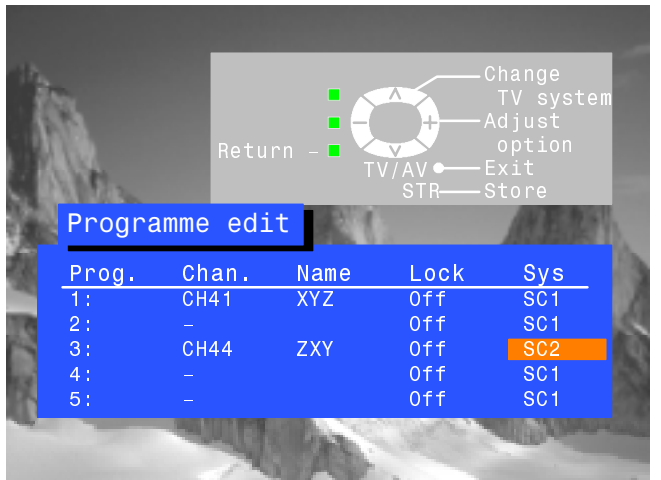 Change
TV system
Adjust
option
Return –
TV/AV Exit
STR Store
Programme edit
Prog. Chan. Name Lock Sys
1: CH41 XYZ Off SC1
2: – Off SC1
3: CH44 ZXY Off SC2
4: – Off SC1
5: – Off SC1